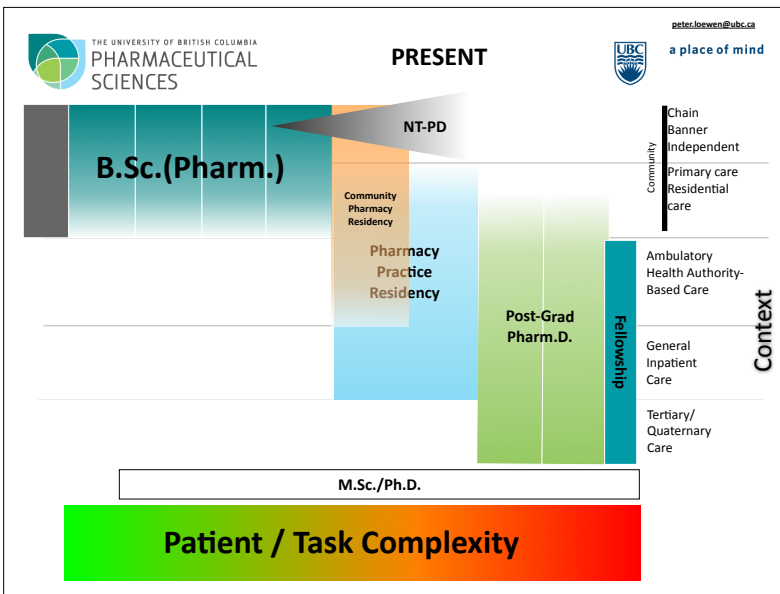 peter.loewen@ubc.ca
THE UNIVERSITY OF BRITISH COLUMBIA
PHARMACEUTICAL
SCIENCES
PRESENT
UBC
a place of mind
NT-PD
B.Sc.(Pharm.)
Community
Pharmacy
Residency
Pharmacy
Practice
Residency
Post-Grad
Pharm.D.
Fellowship
Community
Chain
Banner
Independent
Primary care
Residential
care
Ambulatory
Health Authority-
Based Care
General
Inpatient
Care
Tertiary/
Quaternary
Care
Context
M.Sc./Ph.D.
Patient / Task Complexity